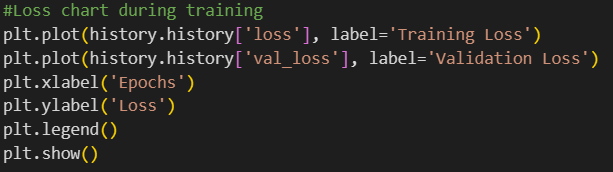 #Loss chart during training
plt.plot(history.history['loss'], label='Training Loss')
plt.plot(history.history['val_loss'], label='Validation Loss')
plt.xlabel('Epochs')
plt.ylabel('Loss')
plt.legend()
plt.show()